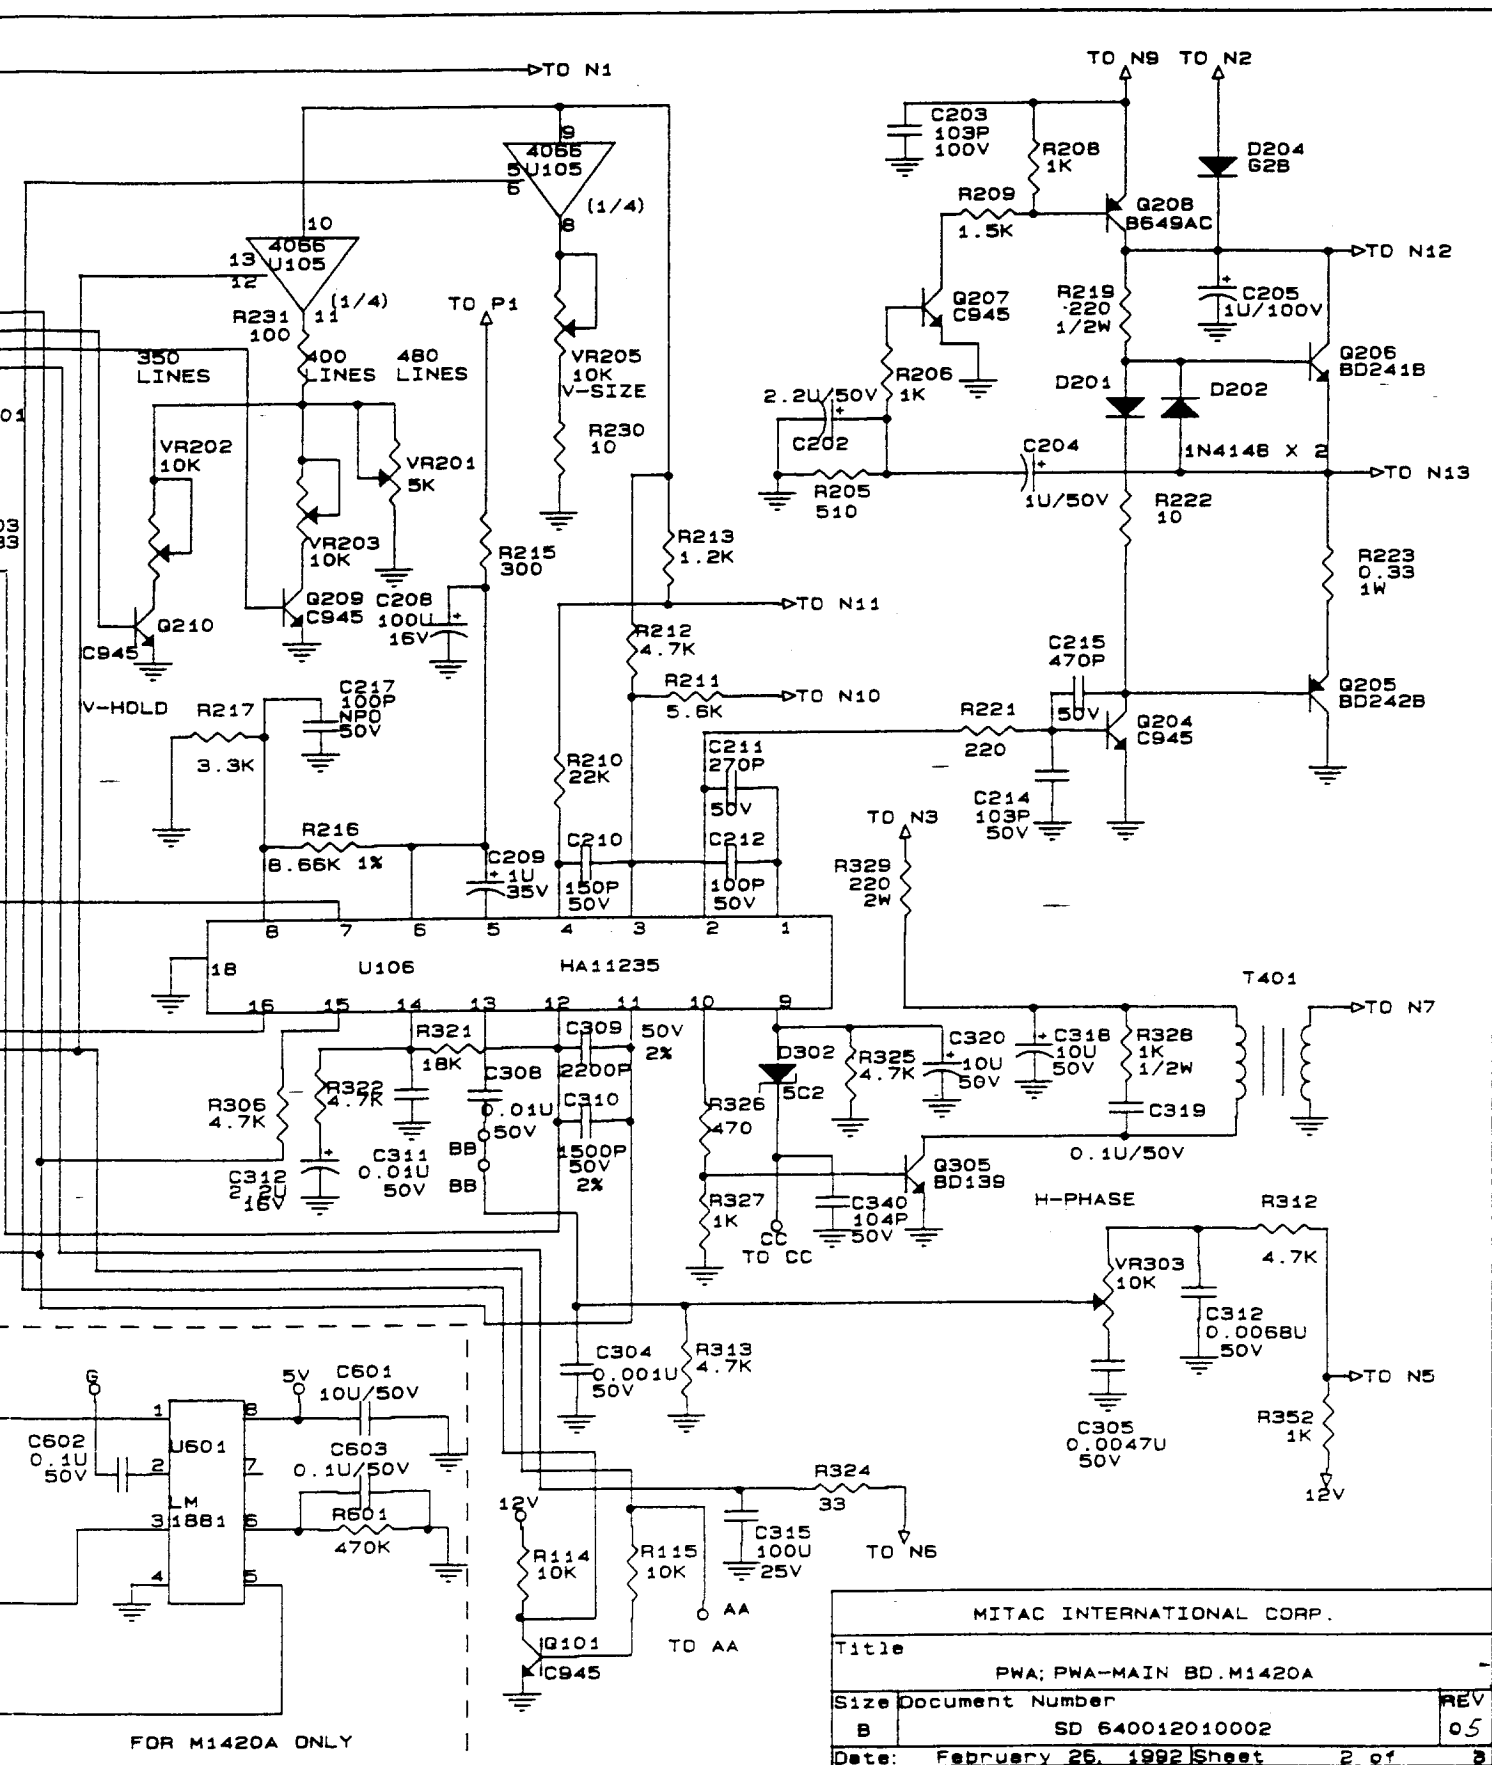 TO N1
TO N9
TO N2
9
4066
5 U105
6
(1/4)
8
C203
103P
100V
R208
1K
D204
G2B
R209
1.5K
Q208
B649AC
10
4066
13 U105
12
(1/4)
11
R231
100
TO P1
TO N12
Q207
C945
R219
220
1/2W
C205
1U/100V
350
LINES
400
LINES
480
LINES
VR205
10K
V-SIZE
R206
1K
2.2U/50V
C202
D201
D202
Q206
BD241B
01
VR202
10K
VR201
5K
R230
10
C204
1U/50V
1N4148 X 2
TO N13
R205
510
R222
10
03
33
VR203
10K
R215
300
R213
1.2K
R223
0.33
1W
Q210
C945
Q209
C945
C208
100U
16V
TO N11
R212
4.7K
R211
5.6K
TO N10
C215
470P
50V
Q205
BD242B
V-HOLD
R217
3.3K
C217
100P
NPO
50V
R221
220
Q204
C945
R210
22K
C211
270P
50V
C214
103P
50V
TO N3
R216
8.66K 1%
C209
1U
35V
C210
150P
50V
C212
100P
50V
R329
220
2W
8 7 6 5 4 3 2 1
18
U106
HA11235
16 15 14 13 12 11 10 9
T401
TO N7
R321
18K
C309
2200P
50V
2%
D302
5C2
R325
4.7K
C320
10U
50V
C318
10U
50V
R328
1K
1/2W
C319
0.1U/50V
R306
4.7K
R322
4.7K
C308
0.01U
50V
C310
1500P
50V
2%
R326
470
C312
2.2U
16V
C311
0.01U
50V
BB
BB
R327
1K
C340
104P
50V
CC
TO CC
Q305
BD139
H-PHASE
R312
4.7K
VR303
10K
C312
0.0068U
50V
C304
0.001U
50V
R313
4.7K
TO N5
C305
0.0047U
50V
R352
1K
12V
G
5V
C601
10U/50V
1
8
C602
0.1U
50V
2
U601
7
C603
0.1U/50V
LM
1881
3
6
R601
470K
4
5
12V
R324
33
TO N6
R114
10K
R115
10K
C315
100U
25V
AA
TO AA
Q101
C945
FOR M1420A ONLY
MITAC INTERNATIONAL CORP.
Title
PWA; PWA-MAIN BD.M1420A
Size Document Number REV
B SD 640012010002 05
Date: February 26, 1992 Sheet 2 of 3